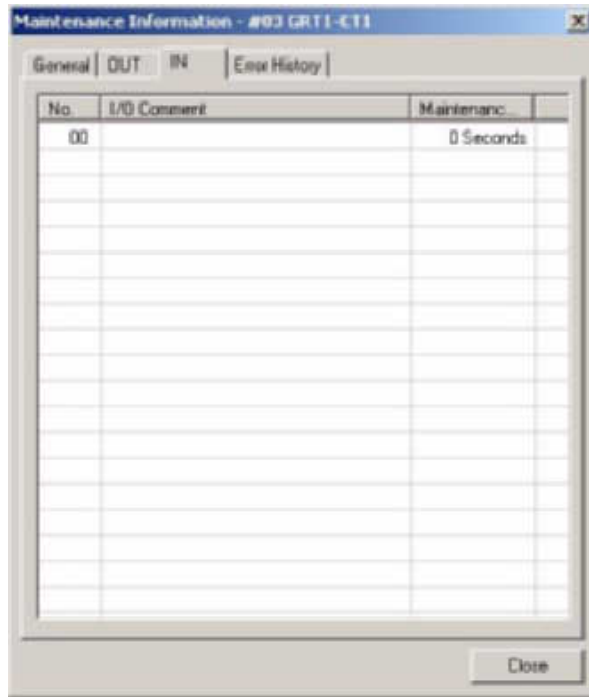 Maintenance Information - #03 GRT1-CT1
General OUT IN Error History
No. I/O Comment Maintenanc...
00 0 Seconds
Close